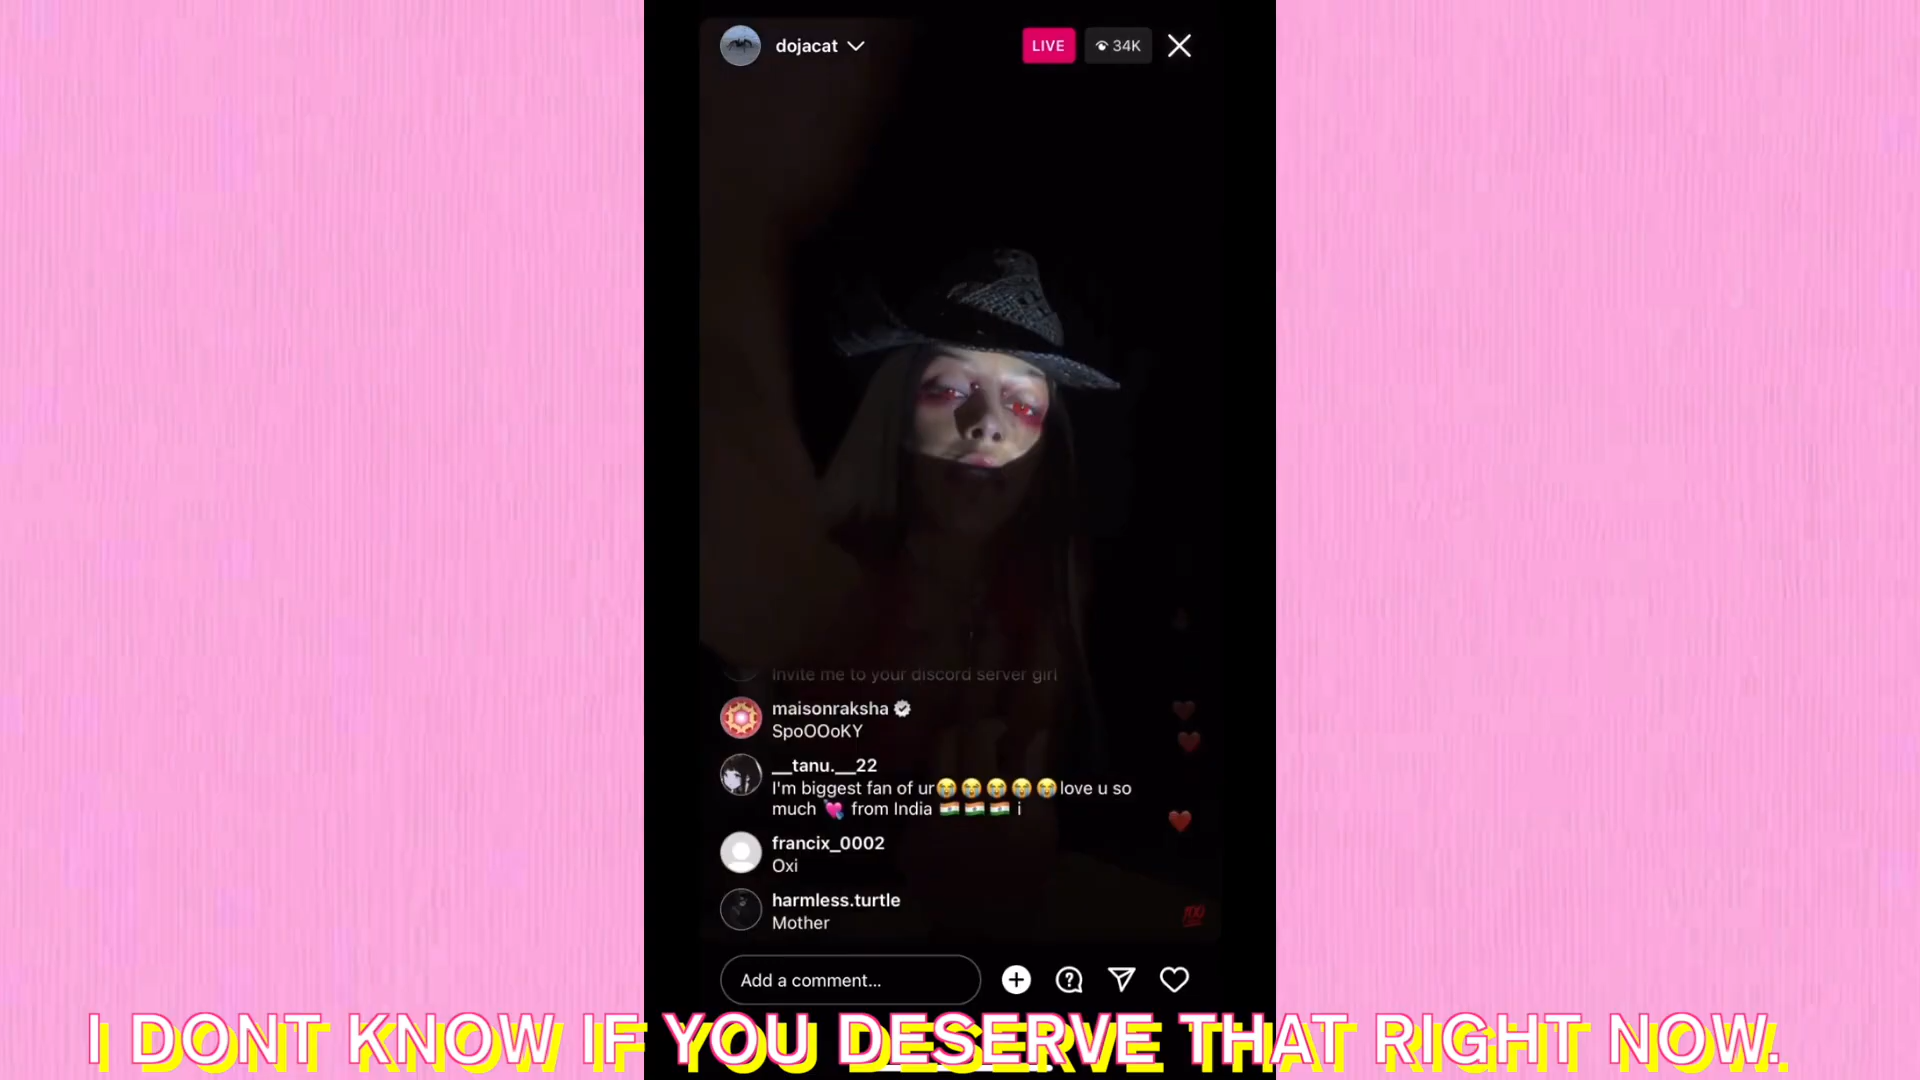 dojacat
LIVE
34K
Invite me to your discord server girl
maisonraksha
SpoOOoKY
__tanu.__22
I'm biggest fan of ur😭😭😭😭😭love u so
much 💘 from India 🇮🇳🇮🇳🇮🇳 i
francix_0002
Oxi
harmless.turtle
Mother
💯
Add a comment...
I DONT KNOW IF YOU DESERVE THAT RIGHT NOW.